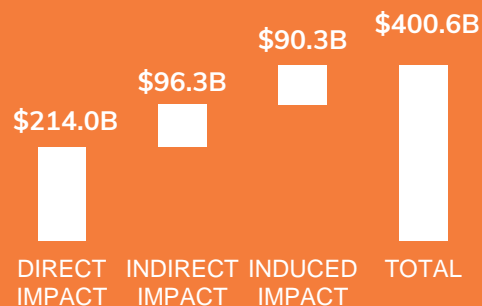 $400.6B
$90.3B
$96.3B
$214.0B
DIRECT IMPACT
INDIRECT IMPACT
INDUCED IMPACT
TOTAL